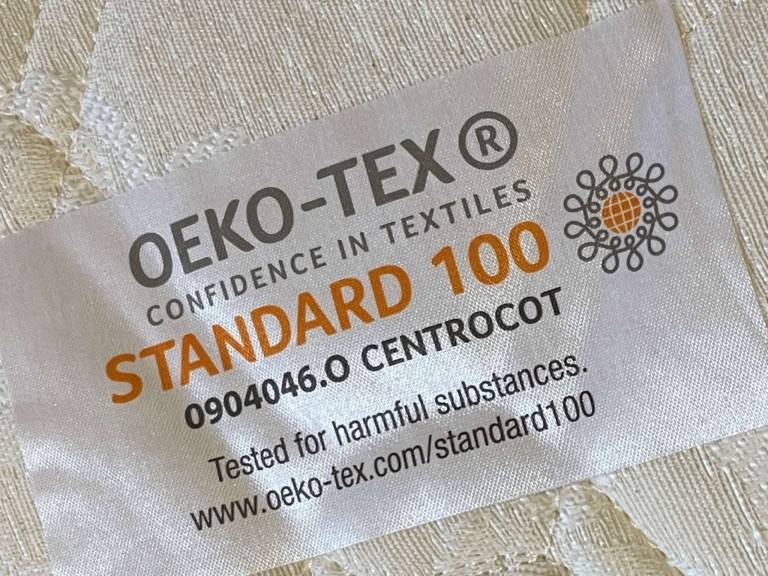 OEKO-TEX®
CONFIDENCE IN TEXTILES
STANDARD 100
0904046.O CENTROCOT
Tested for harmful substances.
www.oeko-tex.com/standard100